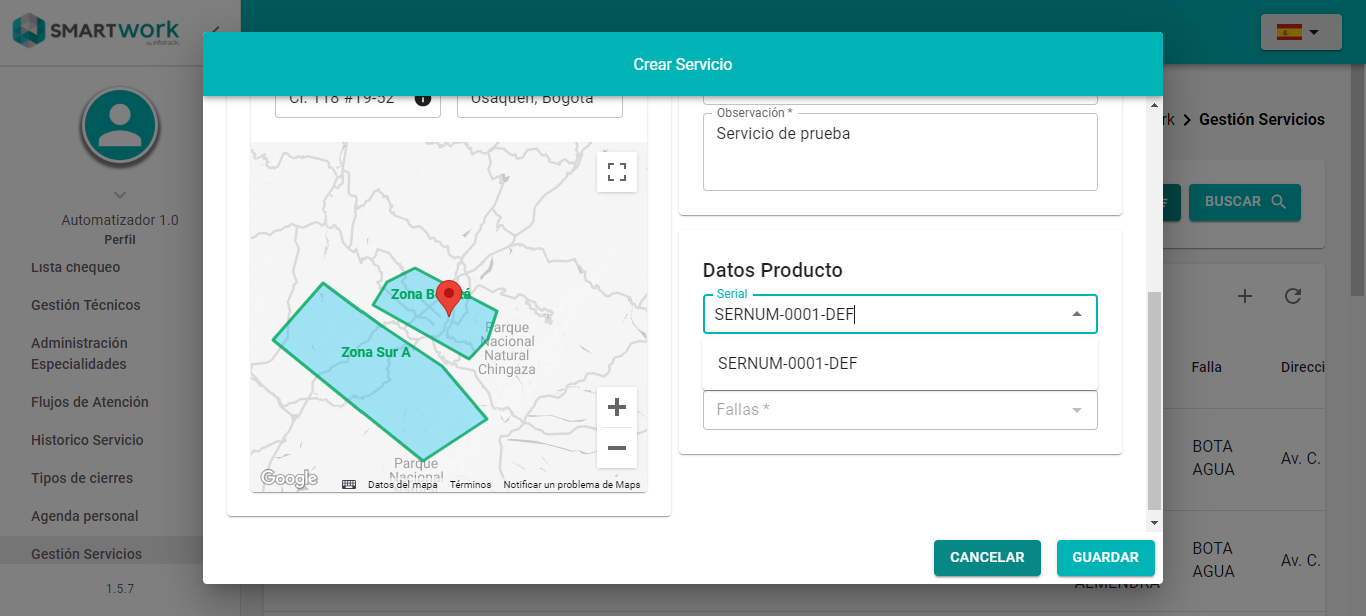 SMARTWORK
by infotrack
Automatizador 1.0
Perfil
Lista chequeo
Gestión Técnicos
Administración
Especialidades
Flujos de Atención
Historico Servicio
Tipos de cierres
Agenda personal
Gestión Servicios
1.5.7
Crear Servicio
Cl. 118 #19-52
Usaquén, Bogotá
Zona B
Zona Sur A
Parque
Nacional
Natural
Chingaza
Parque
Nacional
Google
Datos del mapa
Términos
Notificar un problema de Maps
Observación *
Servicio de prueba
Datos Producto
Serial
SERNUM-0001-DEF
SERNUM-0001-DEF
Fallas *
CANCELAR
GUARDAR
rk > Gestión Servicios
BUSCAR
Falla
Direcci
BOTA
AGUA
Av. C.
BOTA
AGUA
Av. C.
ALMENDRA